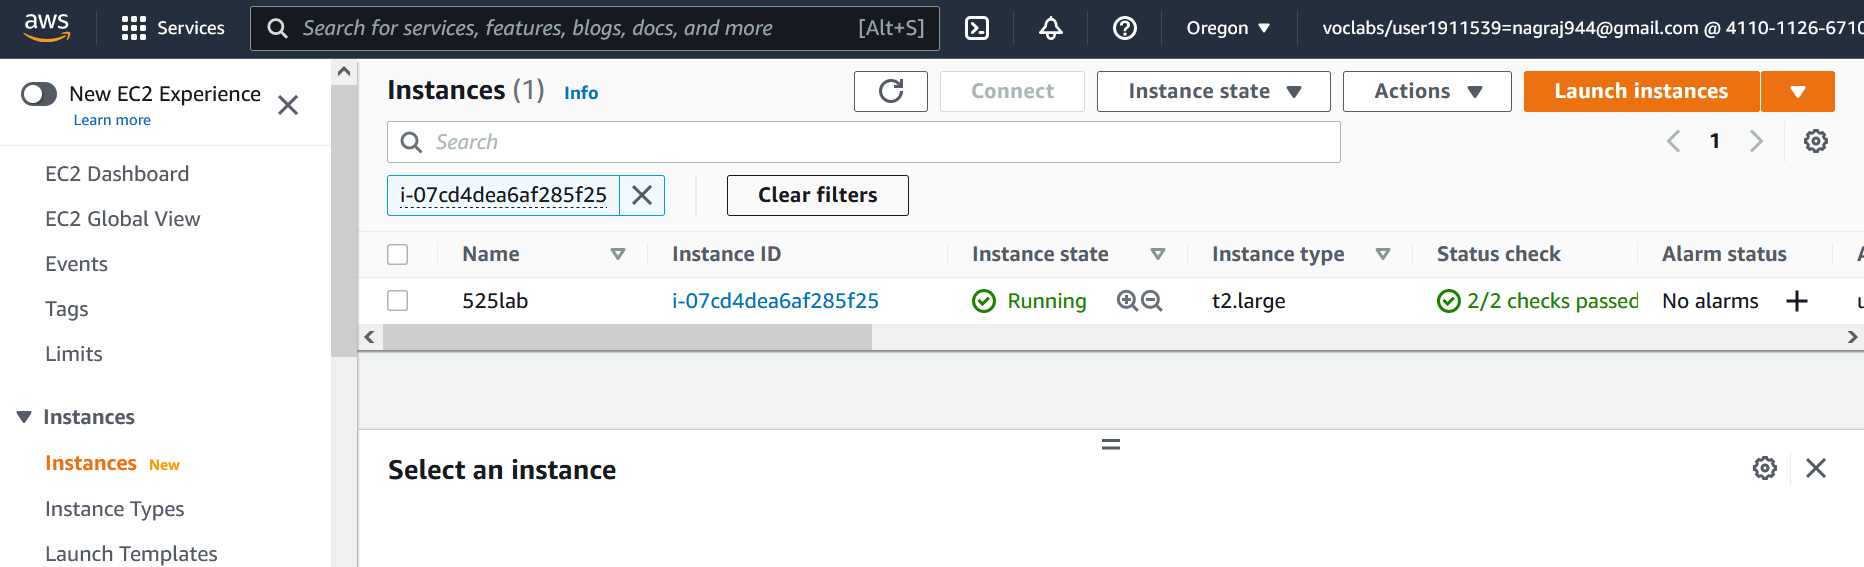 aws Services Search for services, features, blogs, docs, and more [Alt+S] Oregon voclabs/user1911539=nagraj944@gmail.com @ 4110-1126-6710
New EC2 Experience
Learn more
EC2 Dashboard
EC2 Global View
Events
Tags
Limits
Instances
Instances New
Instance Types
Launch Templates
Instances (1) Info Connect Instance state Actions Launch instances
Search 1
i-07cd4dea6af285f25 Clear filters
Name Instance ID Instance state Instance type Status check Alarm status
525lab i-07cd4dea6af285f25 Running t2.large 2/2 checks passed No alarms
Select an instance